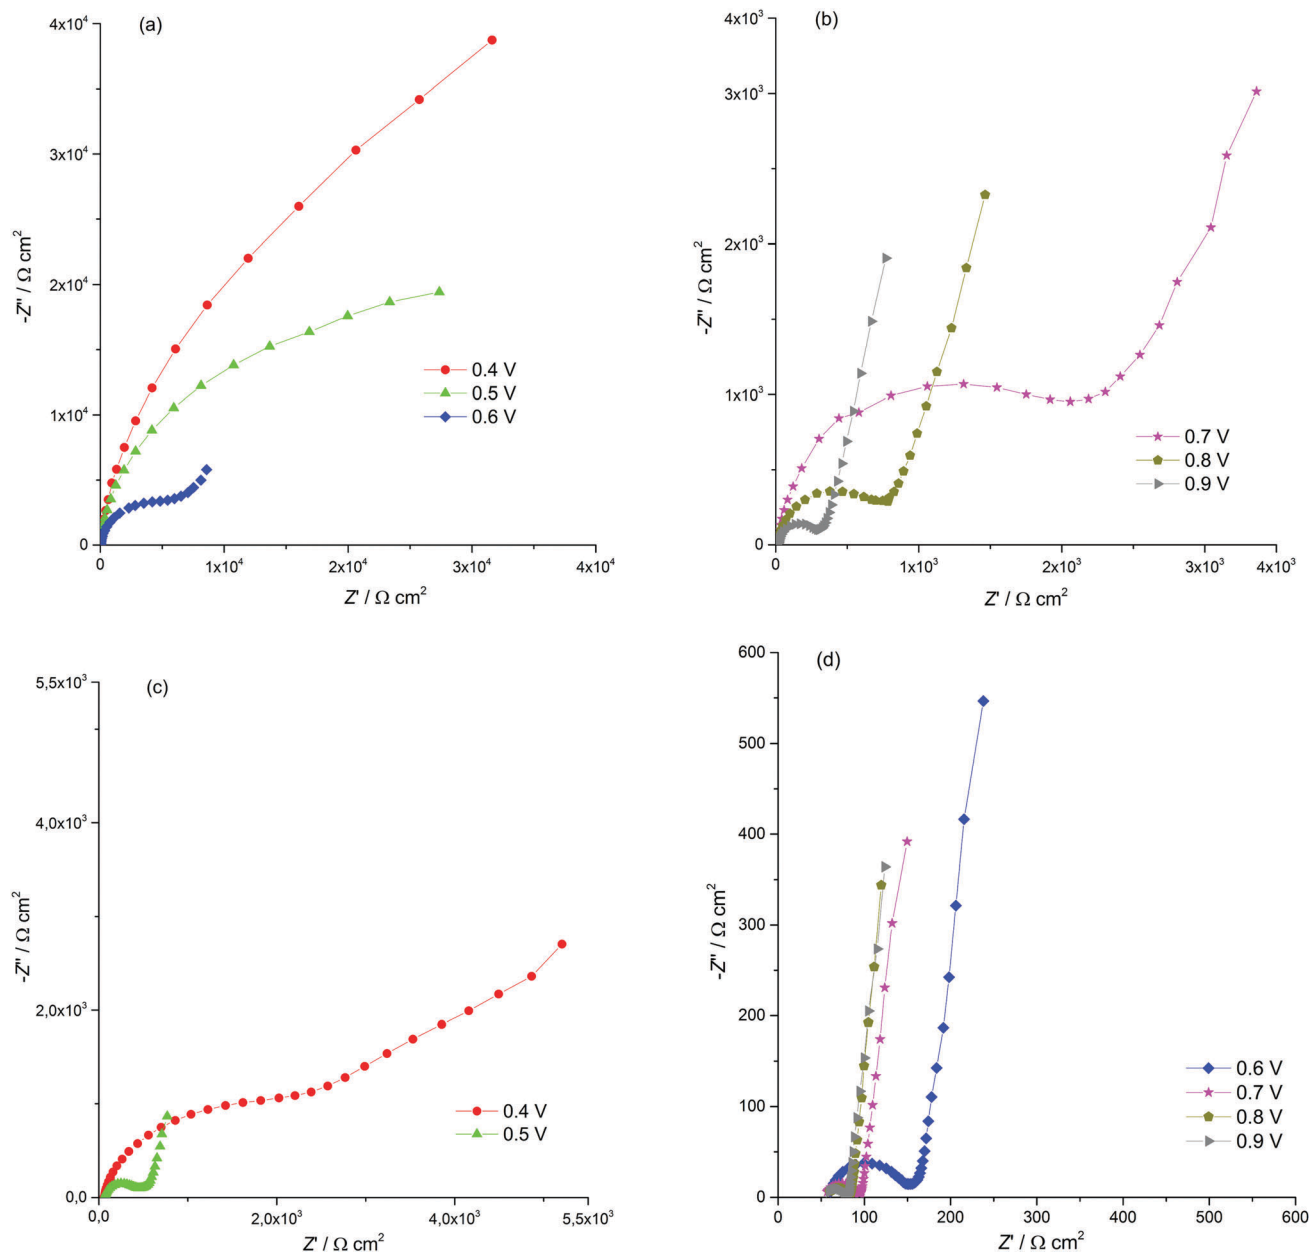 (a)
4x10⁴
3x10⁴
2x10⁴
1x10⁴
0
-Z'' / Ω cm²
0.4 V
0.5 V
0.6 V
0
1x10⁴
2x10⁴
3x10⁴
4x10⁴
Z' / Ω cm²
(b)
4x10³
3x10³
2x10³
1x10³
0
-Z'' / Ω cm²
0.7 V
0.8 V
0.9 V
0
1x10³
2x10³
3x10³
4x10³
Z' / Ω cm²
(c)
5,5x10³
4,0x10³
2,0x10³
0,0
-Z'' / Ω cm²
0.4 V
0.5 V
0,0
2,0x10³
4,0x10³
5,5x10³
Z' / Ω cm²
(d)
600
500
400
300
200
100
0
-Z'' / Ω cm²
0.6 V
0.7 V
0.8 V
0.9 V
0
100
200
300
400
500
600
Z' / Ω cm²